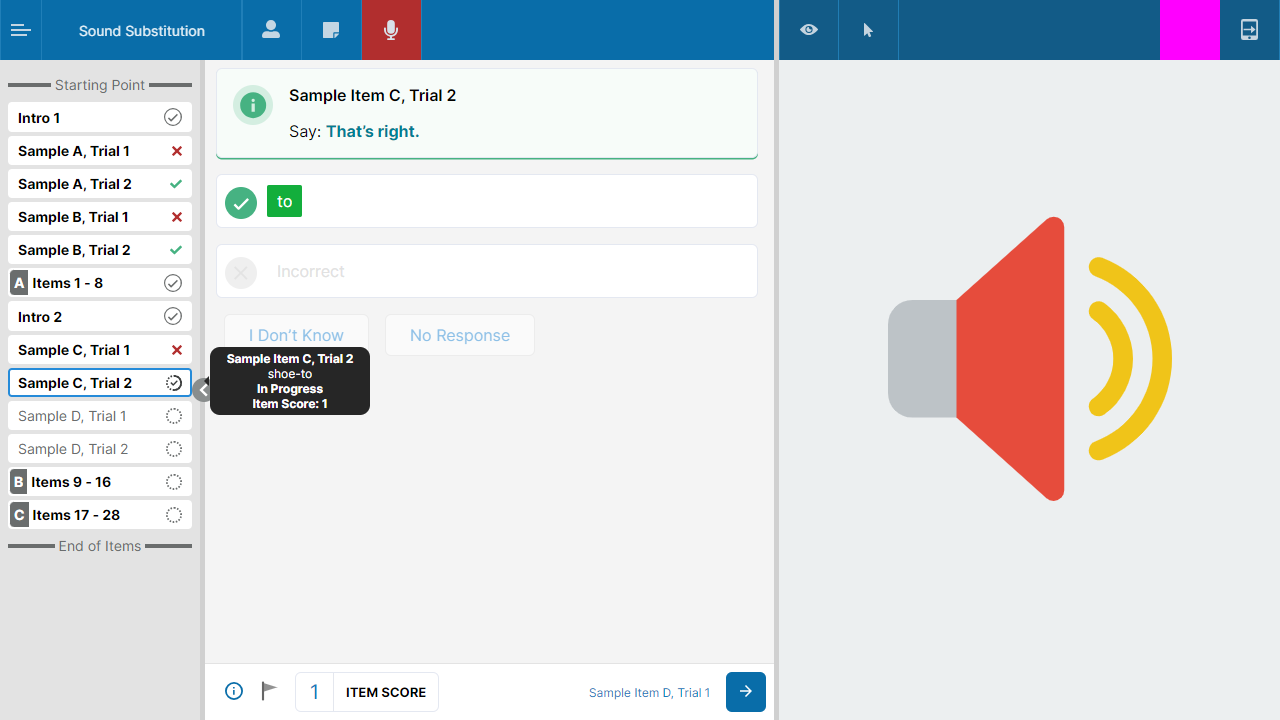 Sound Substitution
Starting Point
Intro 1
Sample A, Trial 1
Sample A, Trial 2
Sample B, Trial 1
Sample B, Trial 2
A Items 1 - 8
Intro 2
Sample C, Trial 1
Sample C, Trial 2
Sample D, Trial 1
Sample D, Trial 2
B Items 9 - 16
C Items 17 - 28
End of Items
Sample Item C, Trial 2
Say: That’s right.
to
Incorrect
I Don’t Know No Response
Sample Item C, Trial 2
shoe-to
In Progress
Item Score: 1
1 ITEM SCORE
Sample Item D, Trial 1